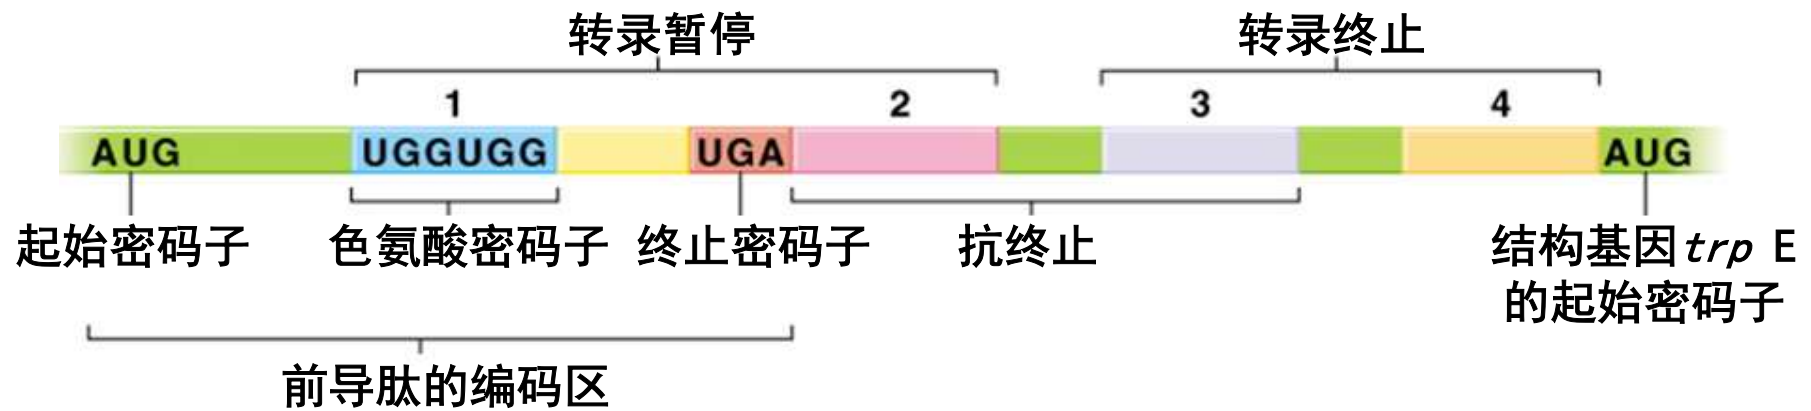 转录暂停
转录终止
1
2
3
4
AUG
UGGUGG
UGA
AUG
起始密码子
色氨酸密码子
终止密码子
抗终止
结构基因trp E
的起始密码子
前导肽的编码区